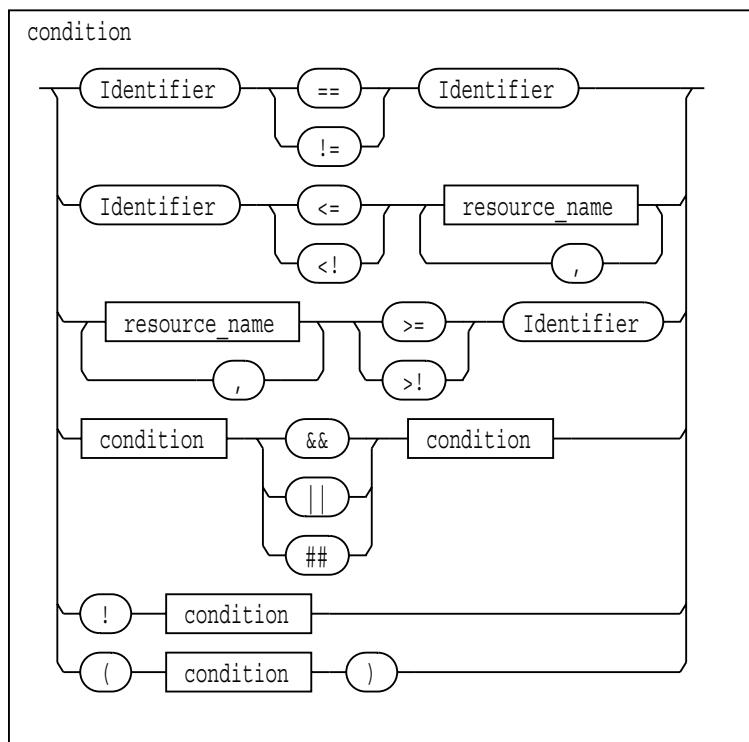 condition
Identifier == Identifier
!=
Identifier <= resource_name
<! ,
resource_name >= Identifier
, >!
condition && condition
||
##
! condition
( condition )